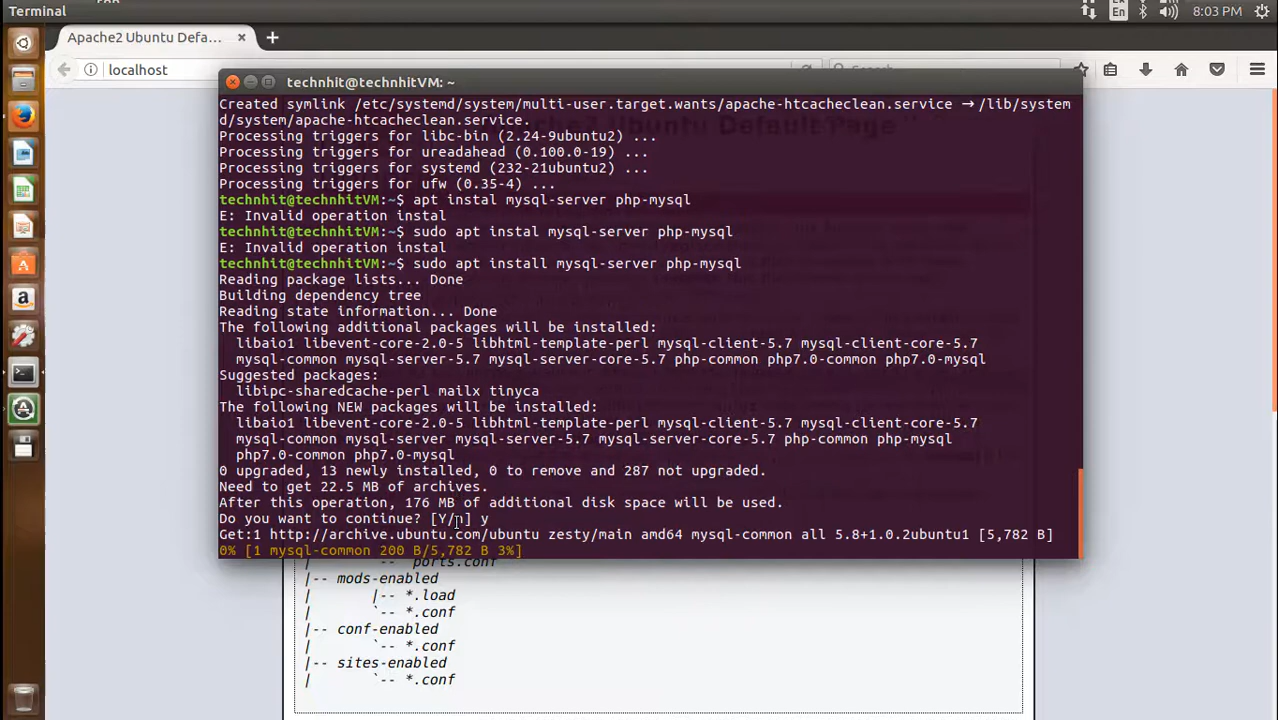 Terminal
En
8:03 PM
Apache2 Ubuntu Defa...
localhost
Search
technhit@technhitVM: ~
Apache2 Ubuntu Default Page
Created symlink /etc/systemd/system/multi-user.target.wants/apache-htcacheclean.service → /lib/system
d/system/apache-htcacheclean.service.
Processing triggers for libc-bin (2.24-9ubuntu2) ...
Processing triggers for ureadahead (0.100.0-19) ...
Processing triggers for systemd (232-21ubuntu2) ...
Processing triggers for ufw (0.35-4) ...
technhit@technhitVM:~$ apt instal mysql-server php-mysql
E: Invalid operation instal
technhit@technhitVM:~$ sudo apt instal mysql-server php-mysql
E: Invalid operation instal
technhit@technhitVM:~$ sudo apt install mysql-server php-mysql
Reading package lists... Done
Building dependency tree
Reading state information... Done
The following additional packages will be installed:
libaio1 libevent-core-2.0-5 libhtml-template-perl mysql-client-5.7 mysql-client-core-5.7
mysql-common mysql-server-5.7 mysql-server-core-5.7 php-common php7.0-common php7.0-mysql
Suggested packages:
libipc-sharedcache-perl mailx tinyca
The following NEW packages will be installed:
libaio1 libevent-core-2.0-5 libhtml-template-perl mysql-client-5.7 mysql-client-core-5.7
mysql-common mysql-server mysql-server-5.7 mysql-server-core-5.7 php-common php-mysql
php7.0-common php7.0-mysql
0 upgraded, 13 newly installed, 0 to remove and 287 not upgraded.
Need to get 22.5 MB of archives.
After this operation, 176 MB of additional disk space will be used.
Do you want to continue? [Y/n] y
Get:1 http://archive.ubuntu.com/ubuntu zesty/main amd64 mysql-common all 5.8+1.0.2ubuntu1 [5,782 B]
0% [1 mysql-common 200 B/5,782 B 3%]
| `-- ports.conf
|-- mods-enabled
| |-- *.load
| `-- *.conf
|-- conf-enabled
| `-- *.conf
|-- sites-enabled
| `-- *.conf